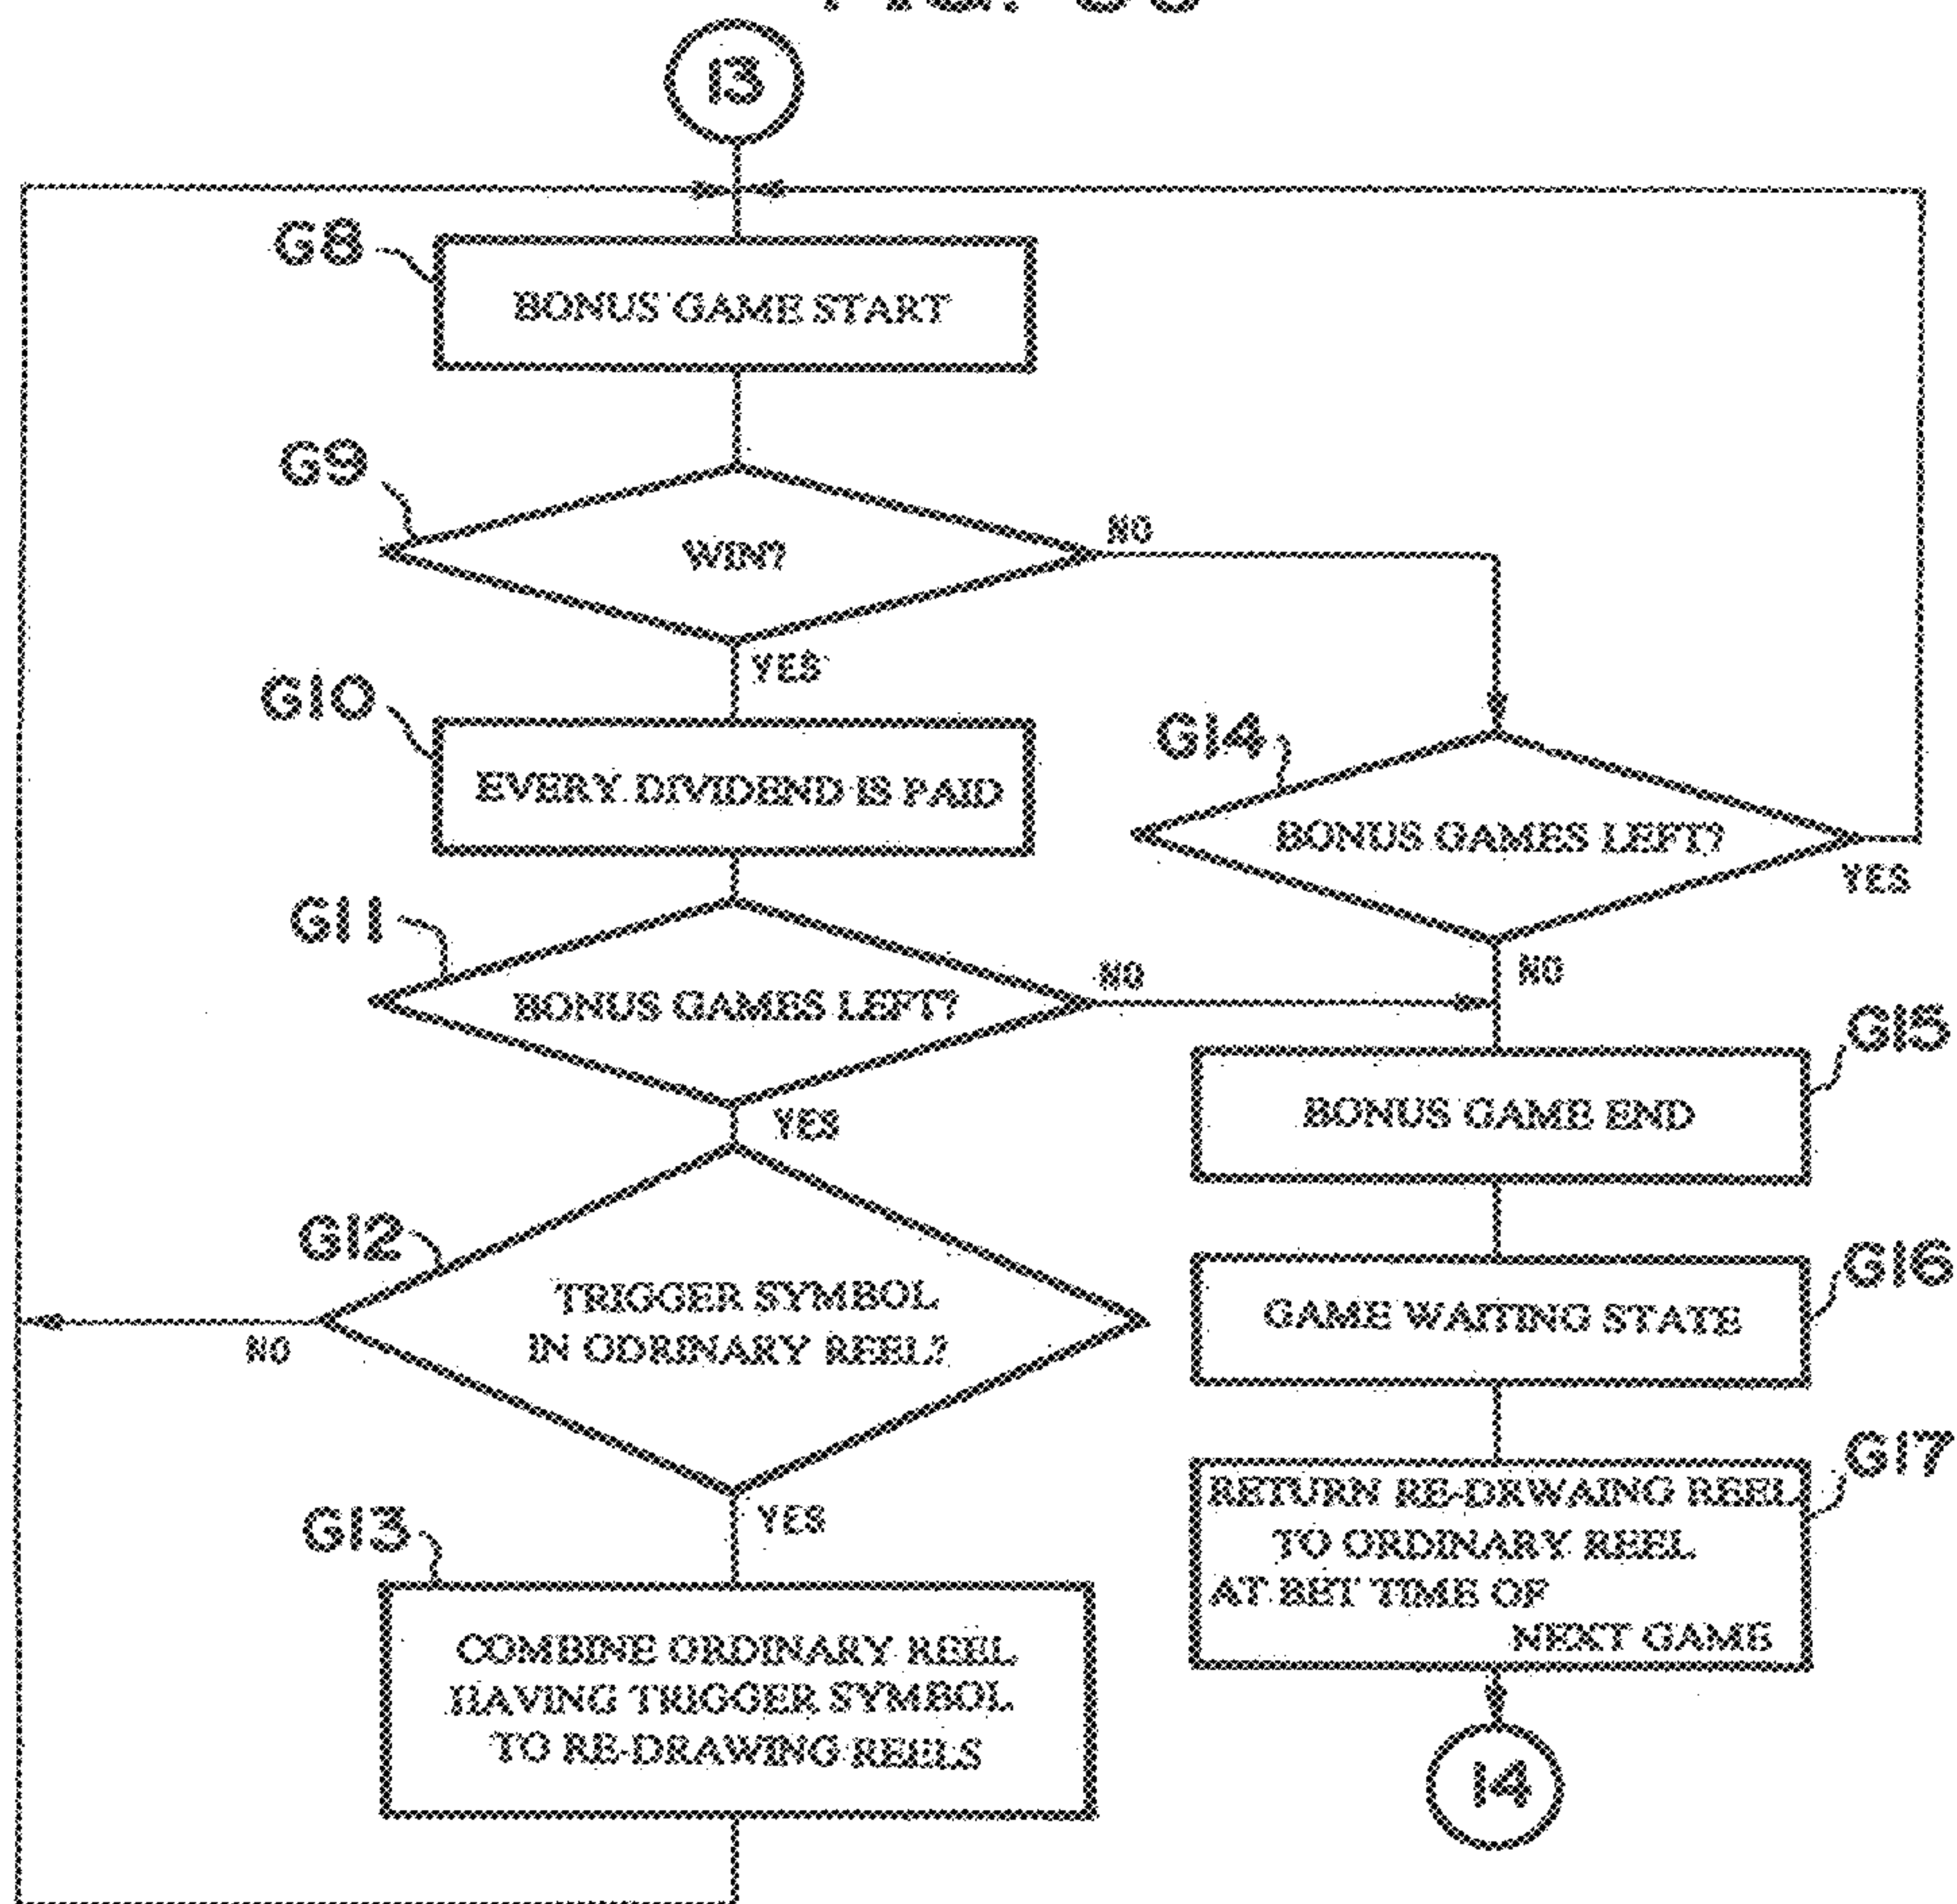 13
G8
BONUS GAME START
G9
WIN?
NO
YES
G10
EVERY DIVIDEND IS PAID
G14
BONUS GAMES LEFT?
YES
NO
G11
BONUS GAMES LEFT?
NO
YES
G15
BONUS GAME END
G12
TRIGGER SYMBOL
IN ODRINARY REEL?
NO
YES
G16
GAME WAITING STATE
G17
RETURN RE-DRWAING REEL
TO ORDINARY REEL
AT BET TIME OF
NEXT GAME
G13
COMBINE ORDINARY REEL
HAVING TRIGGER SYMBOL
TO RE-DRAWING REELS
14